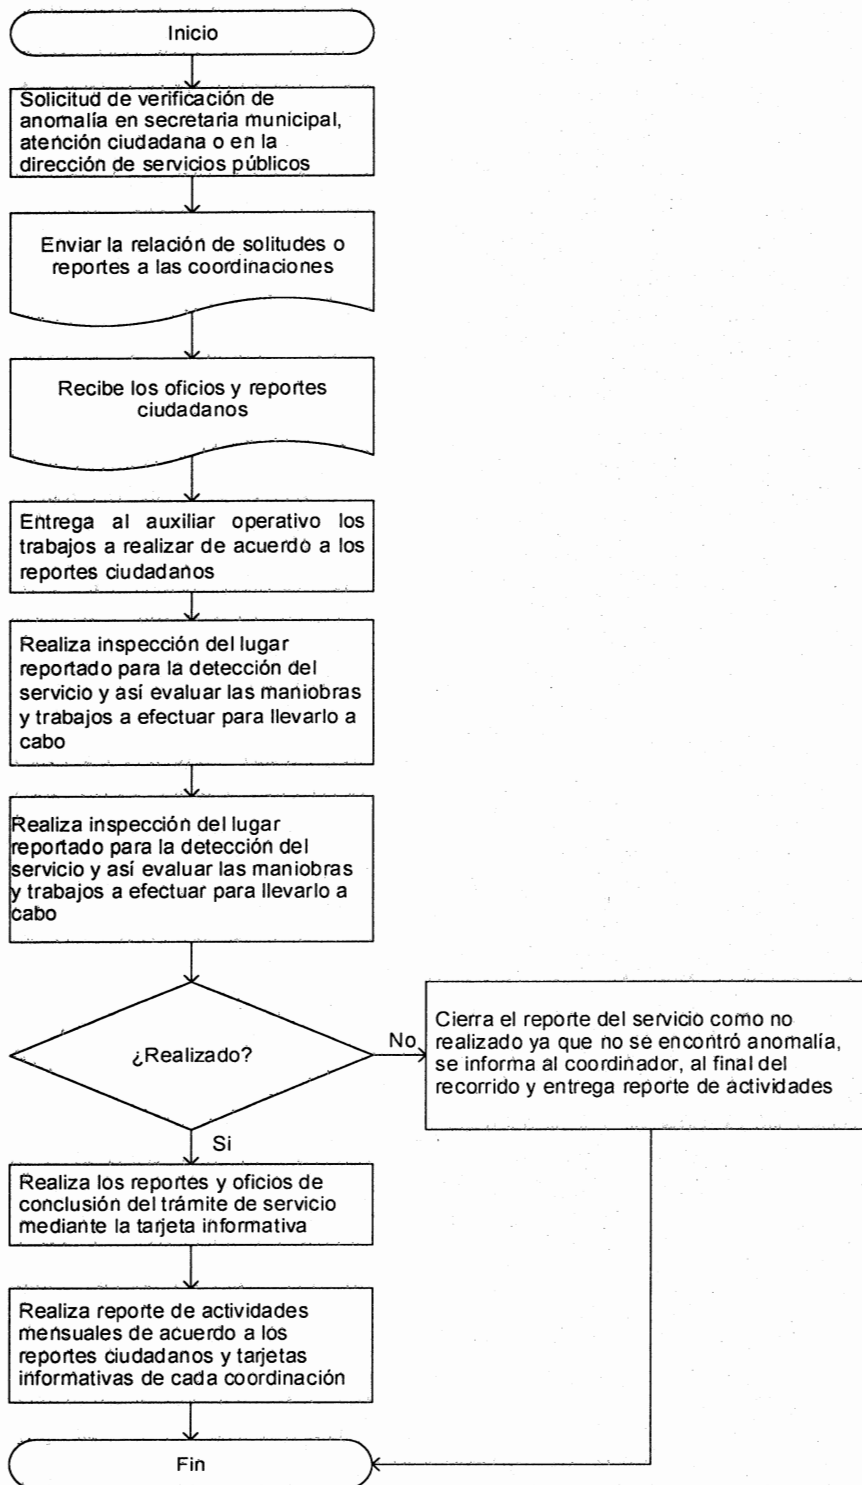 Inicio
Solicitud de verificación de
anomalía en secretaria municipal,
atención ciudadana o en la
dirección de servicios públicos
Enviar la relación de solitudes o
reportes a las coordinaciones
Recibe los oficios y reportes
ciudadanos
Entrega al auxiliar operativo los
trabajos a realizar de acuerdo a los
reportes ciudadanos
Realiza inspección del lugar
reportado para la detección del
servicio y así evaluar las maniobras
y trabajos a efectuar para llevarlo a
cabo
Realiza inspección del lugar
reportado para la detección del
servicio y así evaluar las maniobras
y trabajos a efectuar para llevarlo a
cabo
¿Realizado?
No
Cierra el reporte del servicio como no
realizado ya que no se encontró anomalía,
se informa al coordinador, al final del
recorrido y entrega reporte de actividades
Si
Realiza los reportes y oficios de
conclusión del trámite de servicio
mediante la tarjeta informativa
Realiza reporte de actividades
mensuales de acuerdo a los
reportes ciudadanos y tarjetas
informativas de cada coordinación
Fin